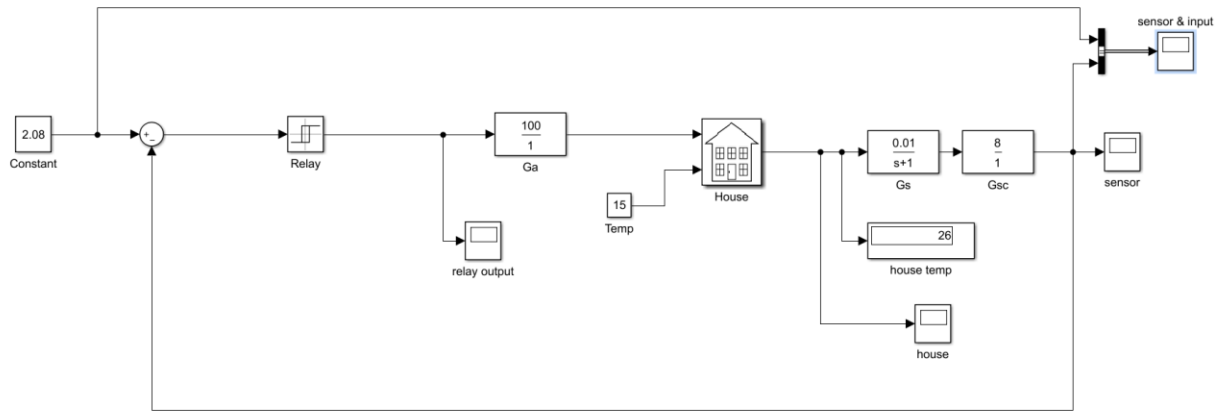 sensor & input
2.08
Constant
+
−
Relay
100
1
Ga
15
Temp
House
0.01
s+1
Gs
8
1
Gsc
sensor
relay output
26
house temp
house